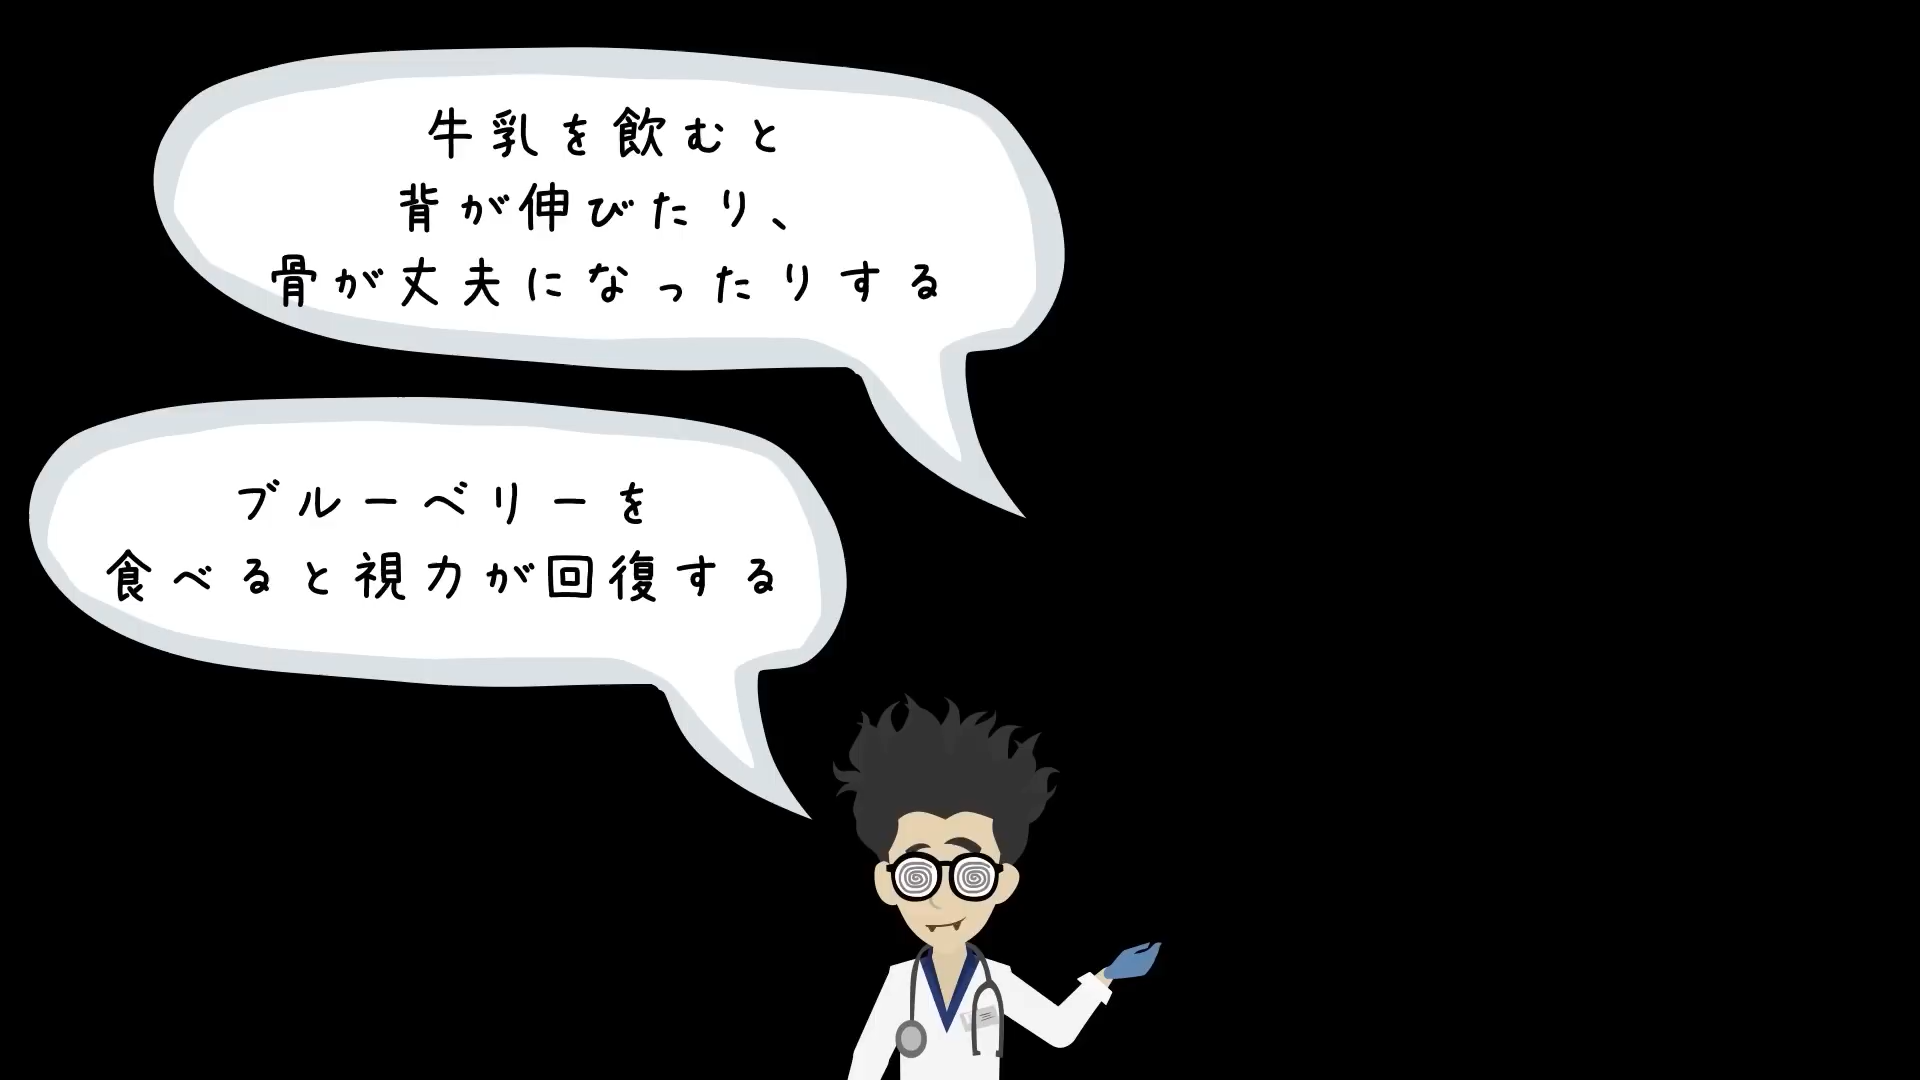 牛乳を飲むと
背が伸びたり、
骨が丈夫になったりする
ブルーベリーを
食べると視力が回復する